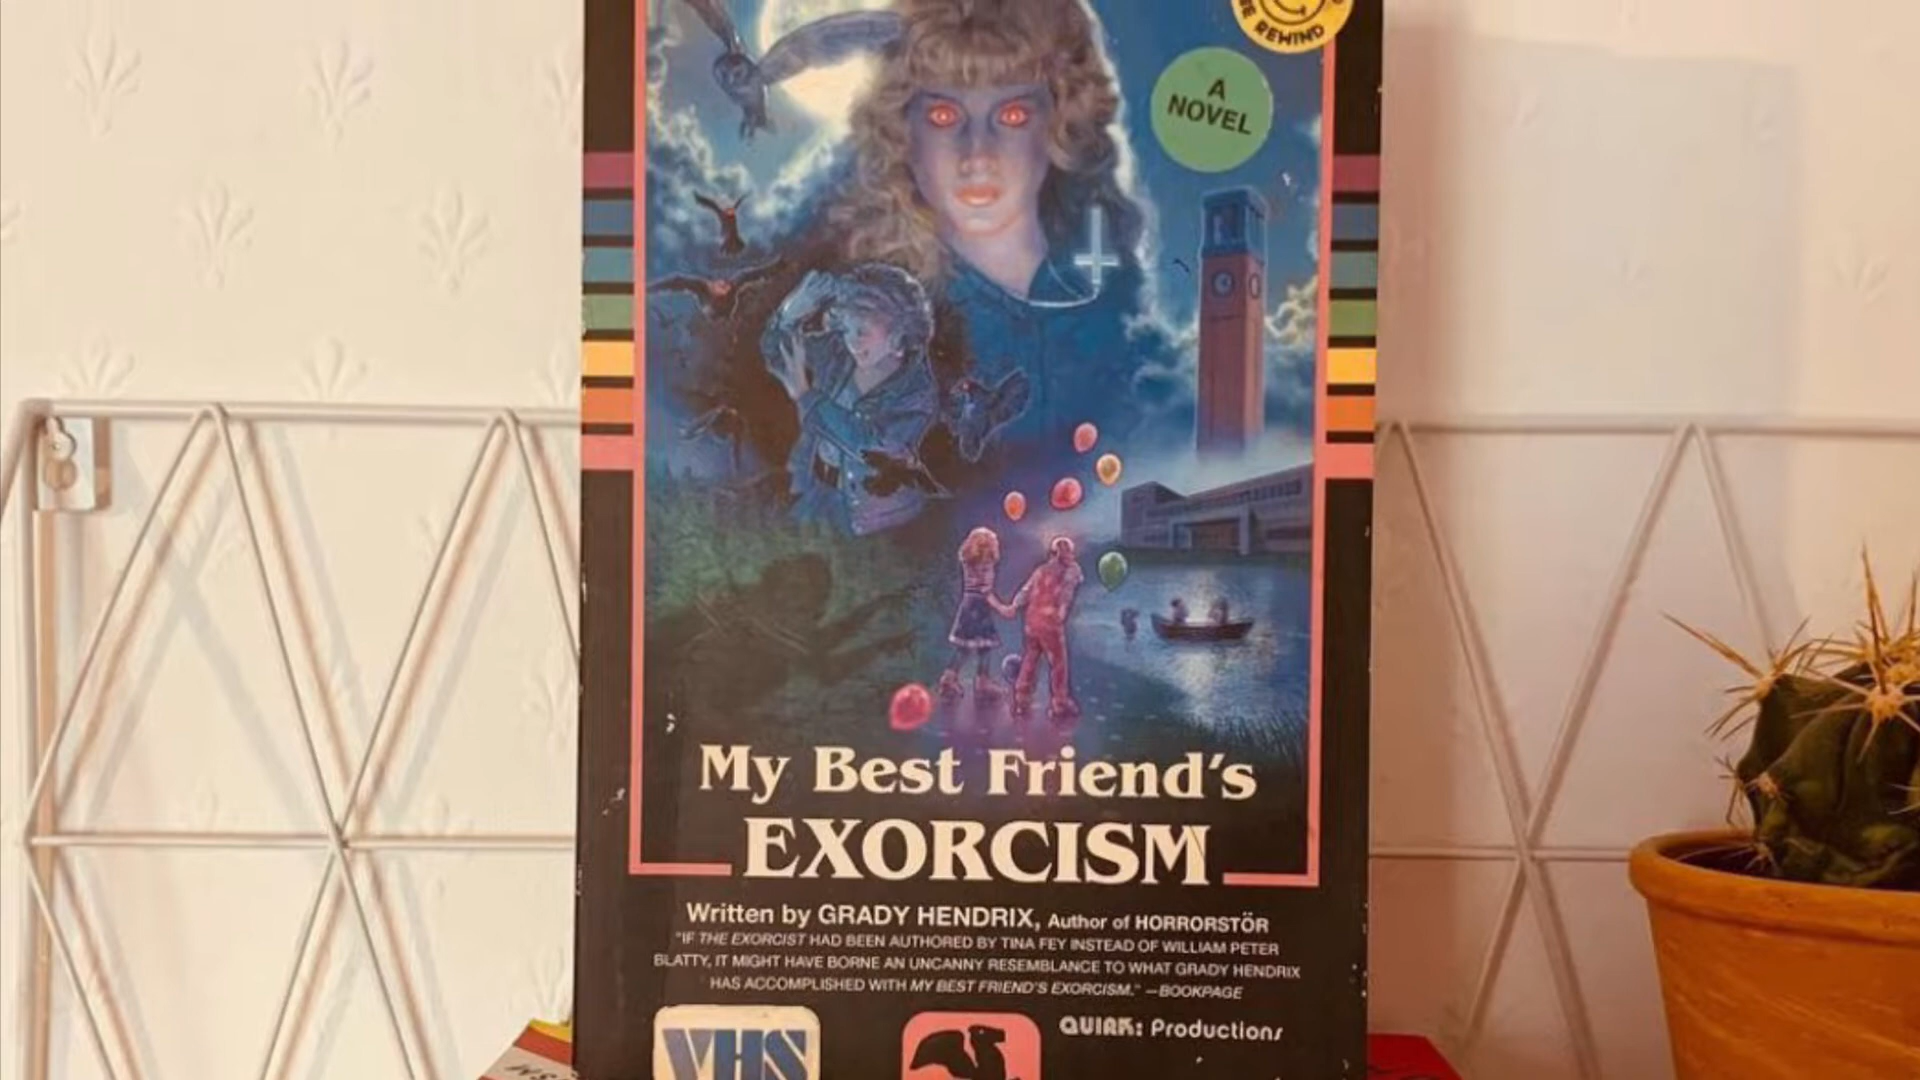 REWIND
A
NOVEL
My Best Friend's
EXORCISM
Written by GRADY HENDRIX, Author of HORRORSTÖR
"IF THE EXORCIST HAD BEEN AUTHORED BY TINA FEY INSTEAD OF WILLIAM PETER
BLATTY, IT MIGHT HAVE BORNE AN UNCANNY RESEMBLANCE TO WHAT GRADY HENDRIX
HAS ACCOMPLISHED WITH MY BEST FRIEND'S EXORCISM." —BOOKPAGE
VHS
QUIRK: Productions